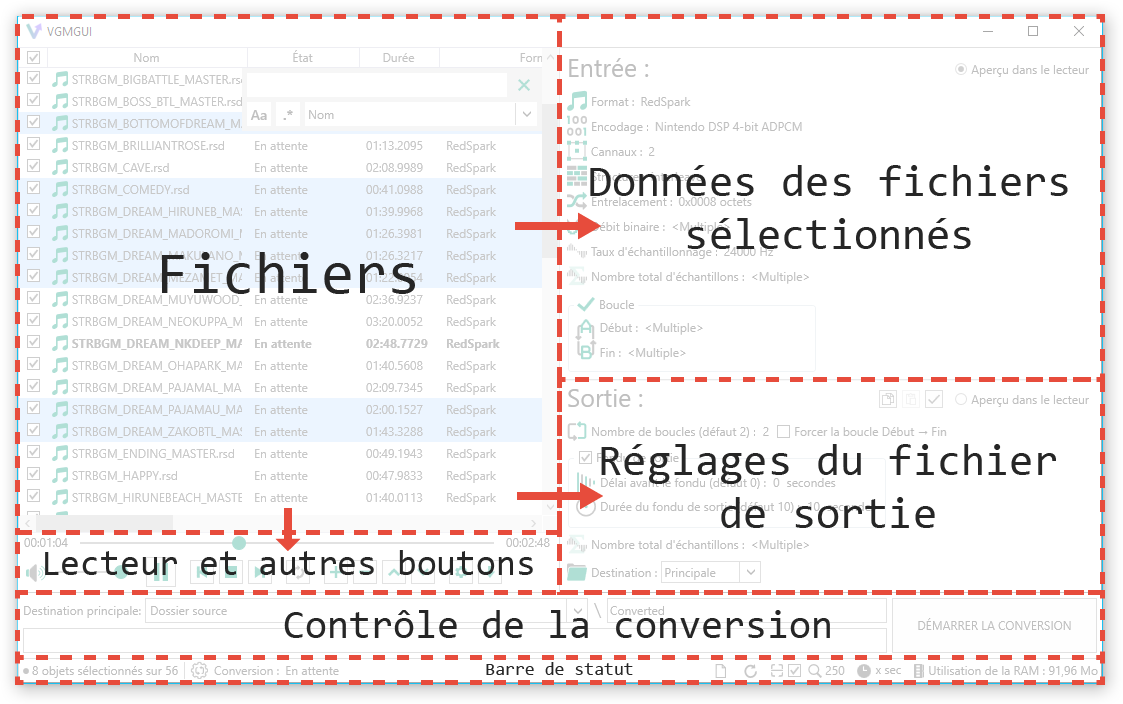 VGMGUI
Nom État Durée Form
STRBGM_BIGBATTLE_MASTER.rsd
STRBGM_BOSS_BTL_MASTER.rsd
STRBGM_BOTTOMOFDREAM_MA
Aa .* Nom
STRBGM_BRILLIANTROSE.rsd En attente 01:13.2095 RedSpark
STRBGM_CAVE.rsd En attente 02:08.9989 RedSpark
STRBGM_COMEDY.rsd En attente 00:41.0988 RedSpark
STRBGM_DREAM_HIRUNEB_MAS En attente 01:39.9968 RedSpark
STRBGM_DREAM_MADOROMI_M En attente 01:26.3981 RedSpark
STRBGM_DREAM_MAKURANO_ En attente 01:26.3217 RedSpark
STRBGM_DREAM_MEZAMET_MA RedSpark
Fichiers
STRBGM_DREAM_MUYUWOOD_ En attente 02:36.9237 RedSpark
STRBGM_DREAM_NEOKUPPA_M En attente 03:20.0052 RedSpark
STRBGM_DREAM_NKDEEP_MA En attente 02:48.7729 RedSpark
STRBGM_DREAM_OHAPARK_MA En attente 01:40.5608 RedSpark
STRBGM_DREAM_PAJAMAL_MA En attente 02:09.7345 RedSpark
STRBGM_DREAM_PAJAMAU_MA En attente 02:00.1527 RedSpark
STRBGM_DREAM_ZAKOBTL_MAS En attente 01:43.3288 RedSpark
STRBGM_ENDING_MASTER.rsd En attente 00:49.1943 RedSpark
STRBGM_HAPPY.rsd En attente 00:47.9833 RedSpark
STRBGM_HIRUNEBEACH_MASTE En attente 01:40.0113 RedSpark
00:01:04 00:02:48
Lecteur et autres boutons
Entrée : Aperçu dans le lecteur
Format : RedSpark
Encodage : Nintendo DSP 4-bit ADPCM
Cannaux : 2
Données des fichiers
Entrelacement : 0x0008 octets
Débit binaire : <Multiple>
sélectionnés
Taux d'échantillonnage : 24000 Hz
Nombre total d'échantillons : <Multiple>
Boucle
Début : <Multiple>
Fin : <Multiple>
Sortie : Aperçu dans le lecteur
Nombre de boucles (défaut 2) : 2 Forcer la boucle Début → Fin
Réglages du fichier
Délai avant le fondu (défaut 0) : 0 secondes
Durée du fondu de sortie (défaut 10) : 10 secondes
de sortie
Nombre total d'échantillons : <Multiple>
Destination : Principale
Destination principale: Dossier source \ Converted
Contrôle de la conversion
DÉMARRER LA CONVERSION
8 objets sélectionnés sur 56 Conversion : En attente Barre de statut 250 x sec Utilisation de la RAM : 91,96 Mo